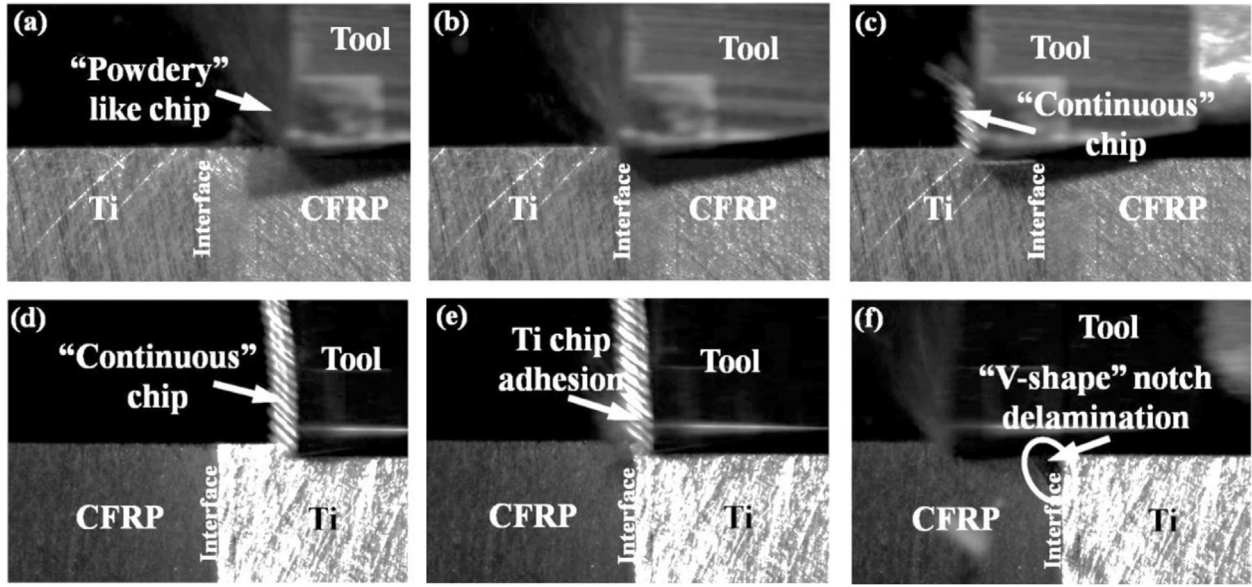 (a)
Tool
“Powdery”
like chip
Ti
Interface
CFRP
(b)
Tool
Ti
Interface
CFRP
(c)
Tool
“Continuous”
chip
Ti
Interface
CFRP
(d)
“Continuous”
chip
Tool
CFRP
Interface
Ti
(e)
Ti chip
adhesion
Tool
CFRP
Interface
Ti
(f)
Tool
“V-shape” notch
delamination
CFRP
Interface
Ti